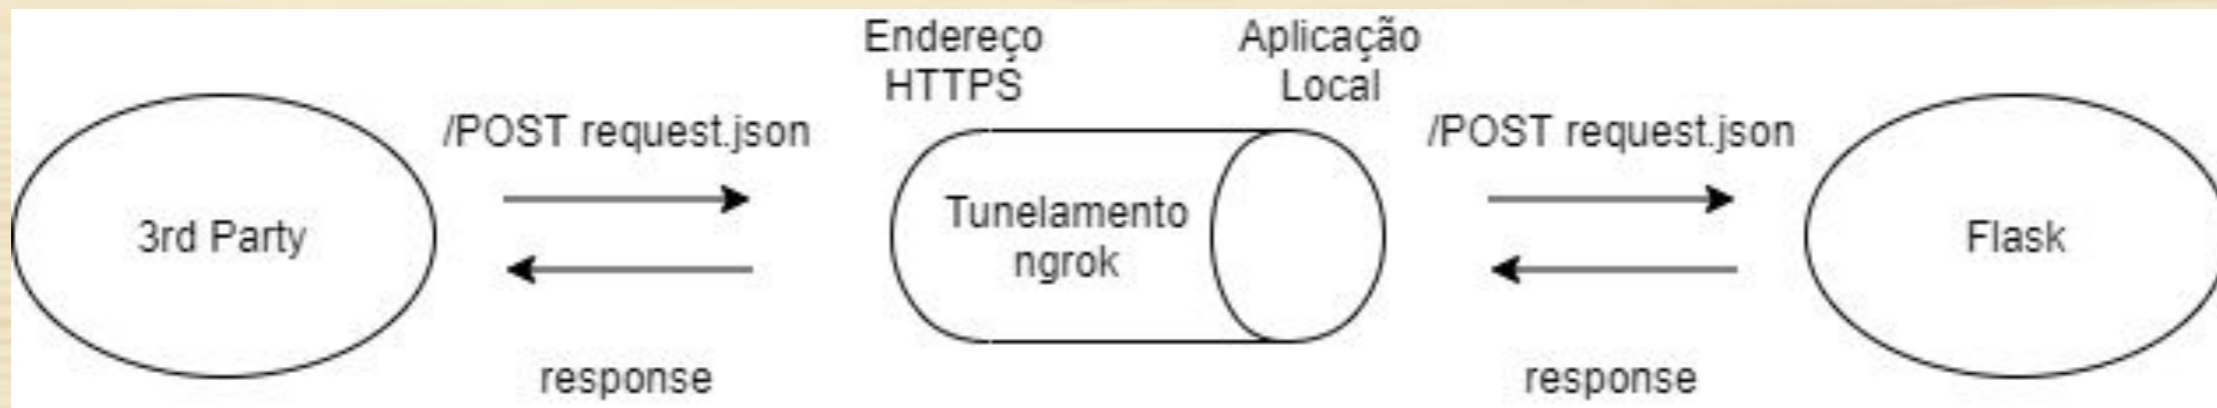 Endereço
HTTPS
Aplicação
Local
/POST request.json
/POST request.json
3rd Party
Tunelamento
ngrok
Flask
response
response